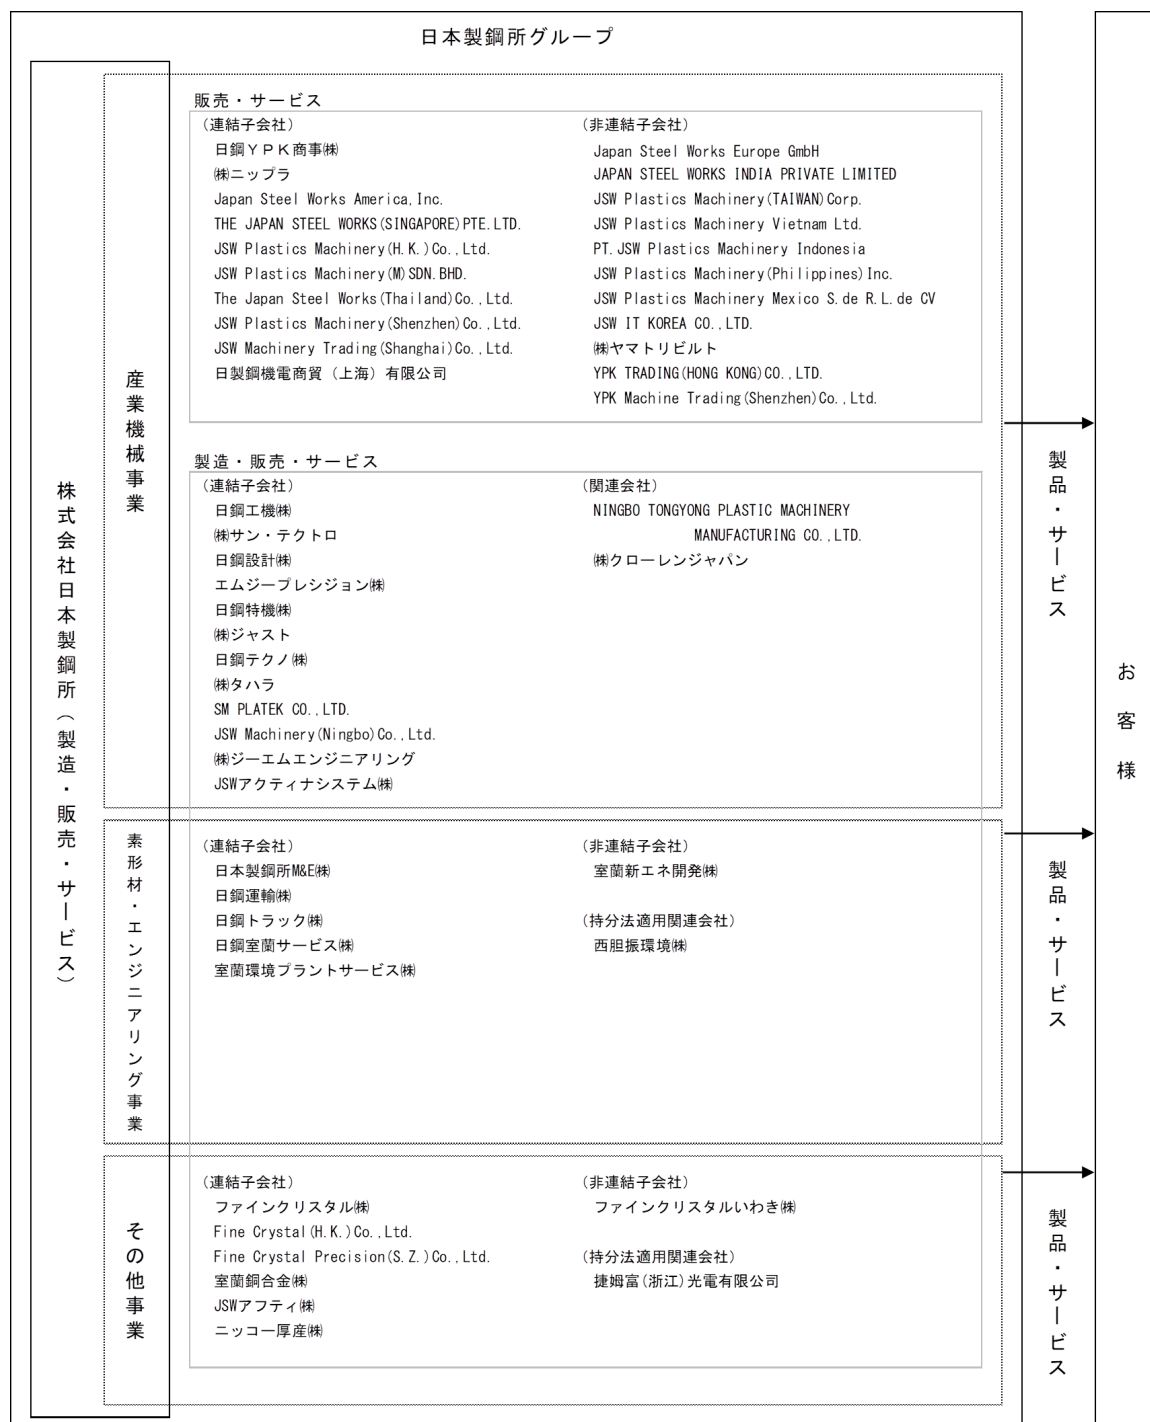 日本製鋼所グループ
株式会社日本製鋼所（製造・販売・サービス）
産業機械事業
販売・サービス
（連結子会社）
日鋼ＹＰＫ商事㈱
㈱ニップラ
Japan Steel Works America,Inc.
THE JAPAN STEEL WORKS(SINGAPORE)PTE.LTD.
JSW Plastics Machinery(H.K.)Co.,Ltd.
JSW Plastics Machinery(M)SDN.BHD.
The Japan Steel Works(Thailand)Co.,Ltd.
JSW Plastics Machinery(Shenzhen)Co.,Ltd.
JSW Machinery Trading(Shanghai)Co.,Ltd.
日製鋼機電商貿（上海）有限公司
（非連結子会社）
Japan Steel Works Europe GmbH
JAPAN STEEL WORKS INDIA PRIVATE LIMITED
JSW Plastics Machinery(TAIWAN)Corp.
JSW Plastics Machinery Vietnam Ltd.
PT.JSW Plastics Machinery Indonesia
JSW Plastics Machinery(Philippines)Inc.
JSW Plastics Machinery Mexico S.de R.L.de CV
JSW IT KOREA CO.,LTD.
㈱ヤマトリビルト
YPK TRADING(HONG KONG)CO.,LTD.
YPK Machine Trading(Shenzhen)Co.,Ltd.
製造・販売・サービス
（連結子会社）
日鋼工機㈱
㈱サン・テクトロ
日鋼設計㈱
エムジープレシジョン㈱
日鋼特機㈱
㈱ジャスト
日鋼テクノ㈱
㈱タハラ
SM PLATEK CO.,LTD.
JSW Machinery(Ningbo)Co.,Ltd.
㈱ジーエムエンジニアリング
JSWアクティナシステム㈱
（関連会社）
NINGBO TONGYONG PLASTIC MACHINERY
MANUFACTURING CO.,LTD.
㈱クローレンジャパン
製品・サービス
素形材・エンジニアリング事業
（連結子会社）
日本製鋼所M&E㈱
日鋼運輸㈱
日鋼トラック㈱
日鋼室蘭サービス㈱
室蘭環境プラントサービス㈱
（非連結子会社）
室蘭新エネ開発㈱
（持分法適用関連会社）
西胆振環境㈱
製品・サービス
その他事業
（連結子会社）
ファインクリスタル㈱
Fine Crystal(H.K.)Co.,Ltd.
Fine Crystal Precision(S.Z.)Co.,Ltd.
室蘭銅合金㈱
JSWアフティ㈱
ニッコー厚産㈱
（非連結子会社）
ファインクリスタルいわき㈱
（持分法適用関連会社）
捷姆富(浙江)光電有限公司
製品・サービス
お客様